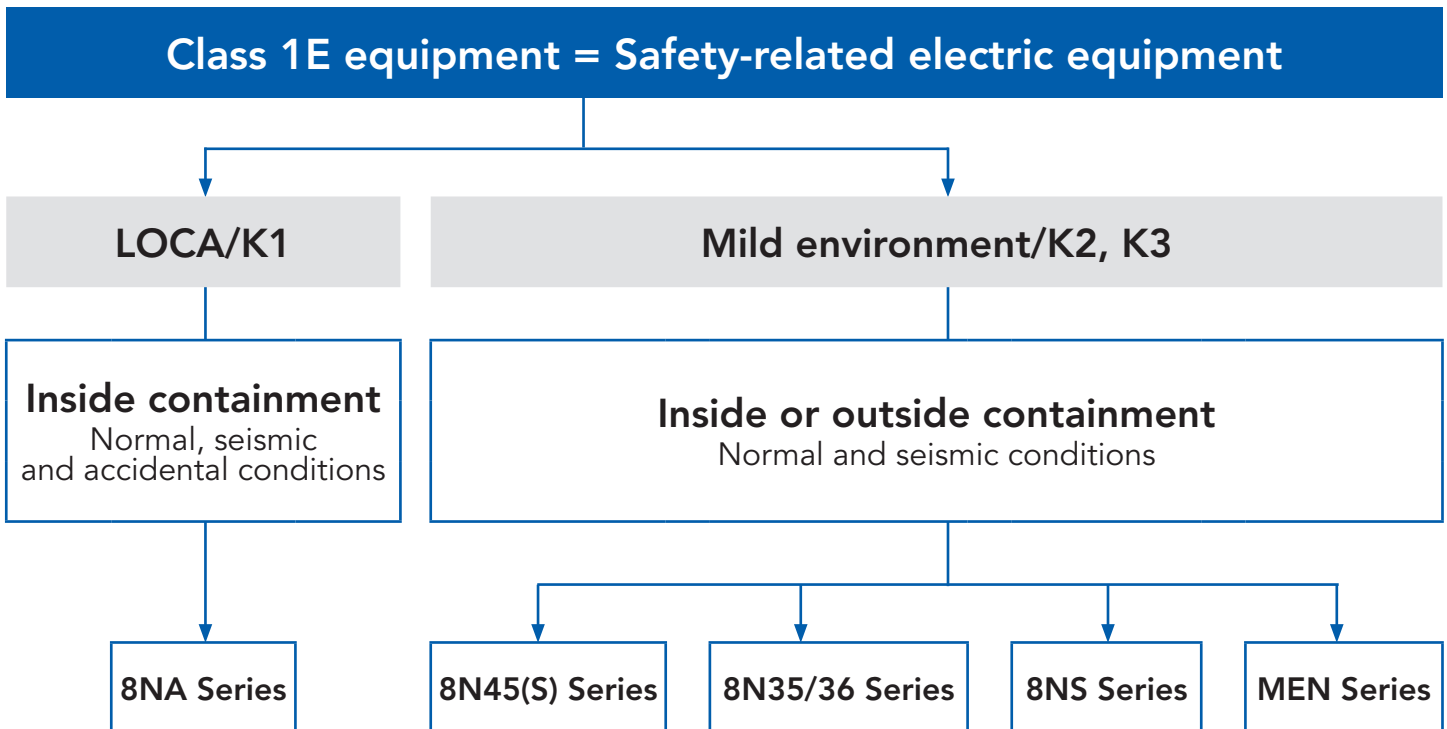 Class 1E equipment = Safety-related electric equipment
LOCA/K1
Mild environment/K2, K3
Inside containment
Normal, seismic
and accidental conditions
Inside or outside containment
Normal and seismic conditions
8NA Series
8N45(S) Series
8N35/36 Series
8NS Series
MEN Series